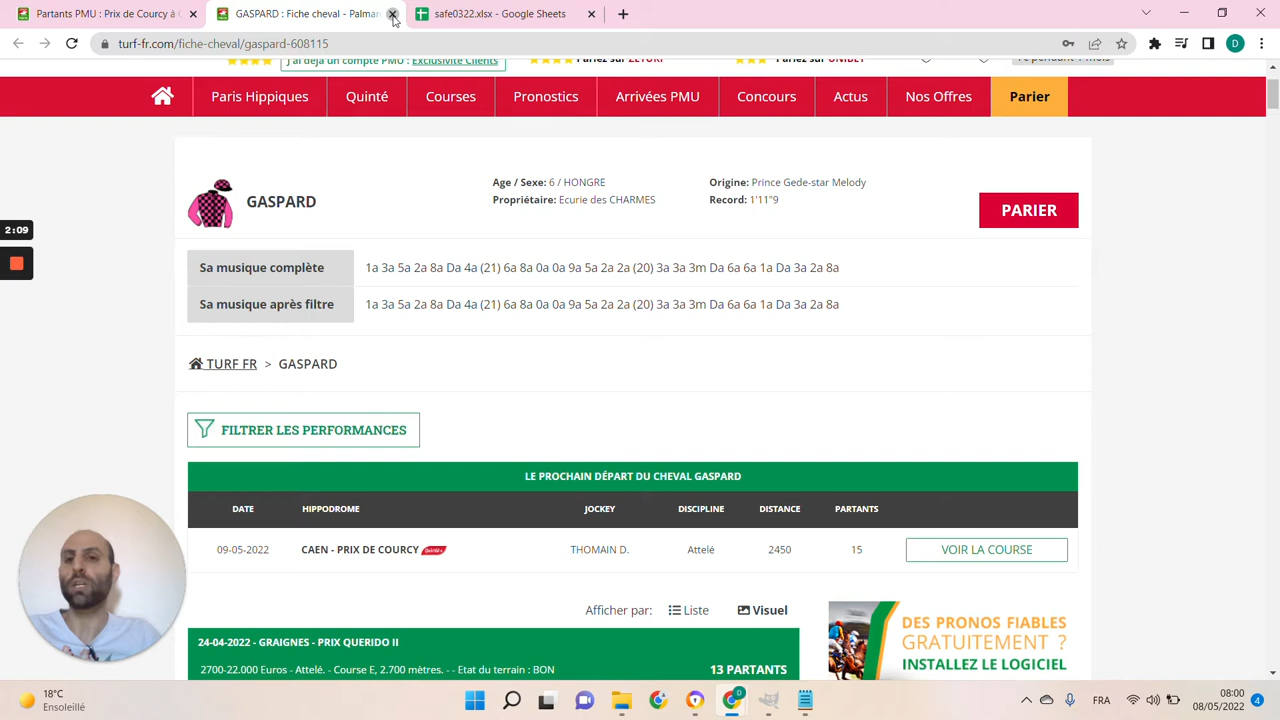 Partants PMU : Prix de Courcy à C
GASPARD : Fiche cheval - Palmar
safe0322.xlsx - Google Sheets
turf-fr.com/fiche-cheval/gaspard-608115
D
J'ai déjà un compte PMU : Exclusivité Clients
Pariez sur ZETURF
Pariez sur UNIBET
1€ pendant 1 mois
Paris Hippiques Quinté Courses Pronostics Arrivées PMU Concours Actus Nos Offres Parier
Age / Sexe: 6 / HONGRE Origine: Prince Gede-star Melody
GASPARD
Propriétaire: Ecurie des CHARMES Record: 1'11"9
PARIER
2:09
Sa musique complète 1a 3a 5a 2a 8a Da 4a (21) 6a 8a 0a 0a 9a 5a 2a 2a (20) 3a 3a 3m Da 6a 6a 1a Da 3a 2a 8a
Sa musique après filtre 1a 3a 5a 2a 8a Da 4a (21) 6a 8a 0a 0a 9a 5a 2a 2a (20) 3a 3a 3m Da 6a 6a 1a Da 3a 2a 8a
TURF FR > GASPARD
FILTRER LES PERFORMANCES
LE PROCHAIN DÉPART DU CHEVAL GASPARD
DATE HIPPODROME JOCKEY DISCIPLINE DISTANCE PARTANTS
09-05-2022 CAEN - PRIX DE COURCY Quinté+ THOMAIN D. Attelé 2450 15 VOIR LA COURSE
Afficher par: Liste Visuel
24-04-2022 - GRAIGNES - PRIX QUERIDO II
2700-22.000 Euros - Attelé. - Course E, 2.700 mètres. - - Etat du terrain : BON 13 PARTANTS
DES PRONOS FIABLES
GRATUITEMENT ?
INSTALLEZ LE LOGICIEL
18°C
Ensoleillé
D
FRA
08:00
08/05/2022
4